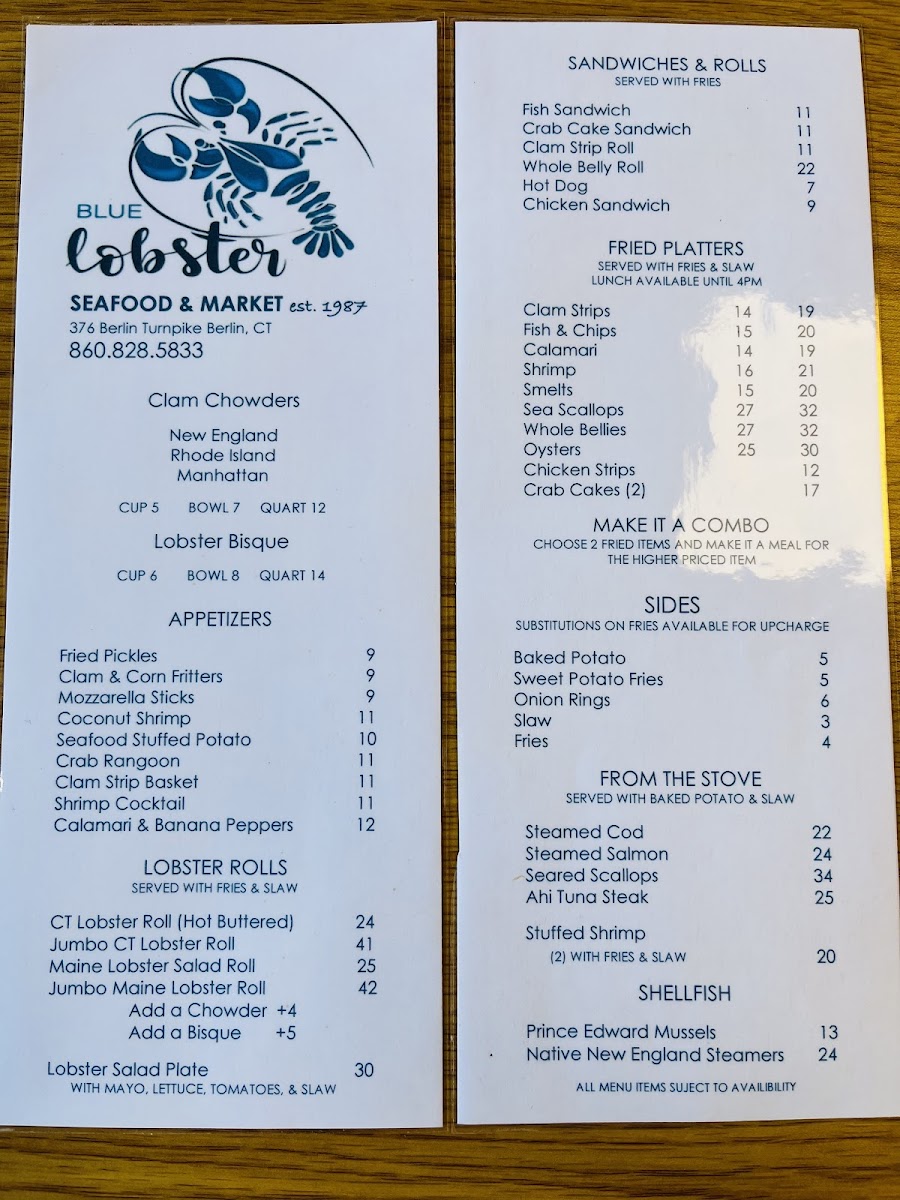 BLUE
lobster
SEAFOOD & MARKET est. 1987
376 Berlin Turnpike Berlin, CT
860.828.5833
Clam Chowders
New England
Rhode Island
Manhattan
CUP 5 BOWL 7 QUART 12
Lobster Bisque
CUP 6 BOWL 8 QUART 14
APPETIZERS
Fried Pickles 9
Clam & Corn Fritters 9
Mozzarella Sticks 9
Coconut Shrimp 11
Seafood Stuffed Potato 10
Crab Rangoon 11
Clam Strip Basket 11
Shrimp Cocktail 11
Calamari & Banana Peppers 12
LOBSTER ROLLS
SERVED WITH FRIES & SLAW
CT Lobster Roll (Hot Buttered) 24
Jumbo CT Lobster Roll 41
Maine Lobster Salad Roll 25
Jumbo Maine Lobster Roll 42
Add a Chowder +4
Add a Bisque +5
Lobster Salad Plate 30
WITH MAYO, LETTUCE, TOMATOES, & SLAW
SANDWICHES & ROLLS
SERVED WITH FRIES
Fish Sandwich 11
Crab Cake Sandwich 11
Clam Strip Roll 11
Whole Belly Roll 22
Hot Dog 7
Chicken Sandwich 9
FRIED PLATTERS
SERVED WITH FRIES & SLAW
LUNCH AVAILABLE UNTIL 4PM
Clam Strips 14 19
Fish & Chips 15 20
Calamari 14 19
Shrimp 16 21
Smelts 15 20
Sea Scallops 27 32
Whole Bellies 27 32
Oysters 25 30
Chicken Strips 12
Crab Cakes (2) 17
MAKE IT A COMBO
CHOOSE 2 FRIED ITEMS AND MAKE IT A MEAL FOR
THE HIGHER PRICED ITEM
SIDES
SUBSTITUTIONS ON FRIES AVAILABLE FOR UPCHARGE
Baked Potato 5
Sweet Potato Fries 5
Onion Rings 6
Slaw 3
Fries 4
FROM THE STOVE
SERVED WITH BAKED POTATO & SLAW
Steamed Cod 22
Steamed Salmon 24
Seared Scallops 34
Ahi Tuna Steak 25
Stuffed Shrimp
(2) WITH FRIES & SLAW 20
SHELLFISH
Prince Edward Mussels 13
Native New England Steamers 24
ALL MENU ITEMS SUJECT TO AVAILIBILITY